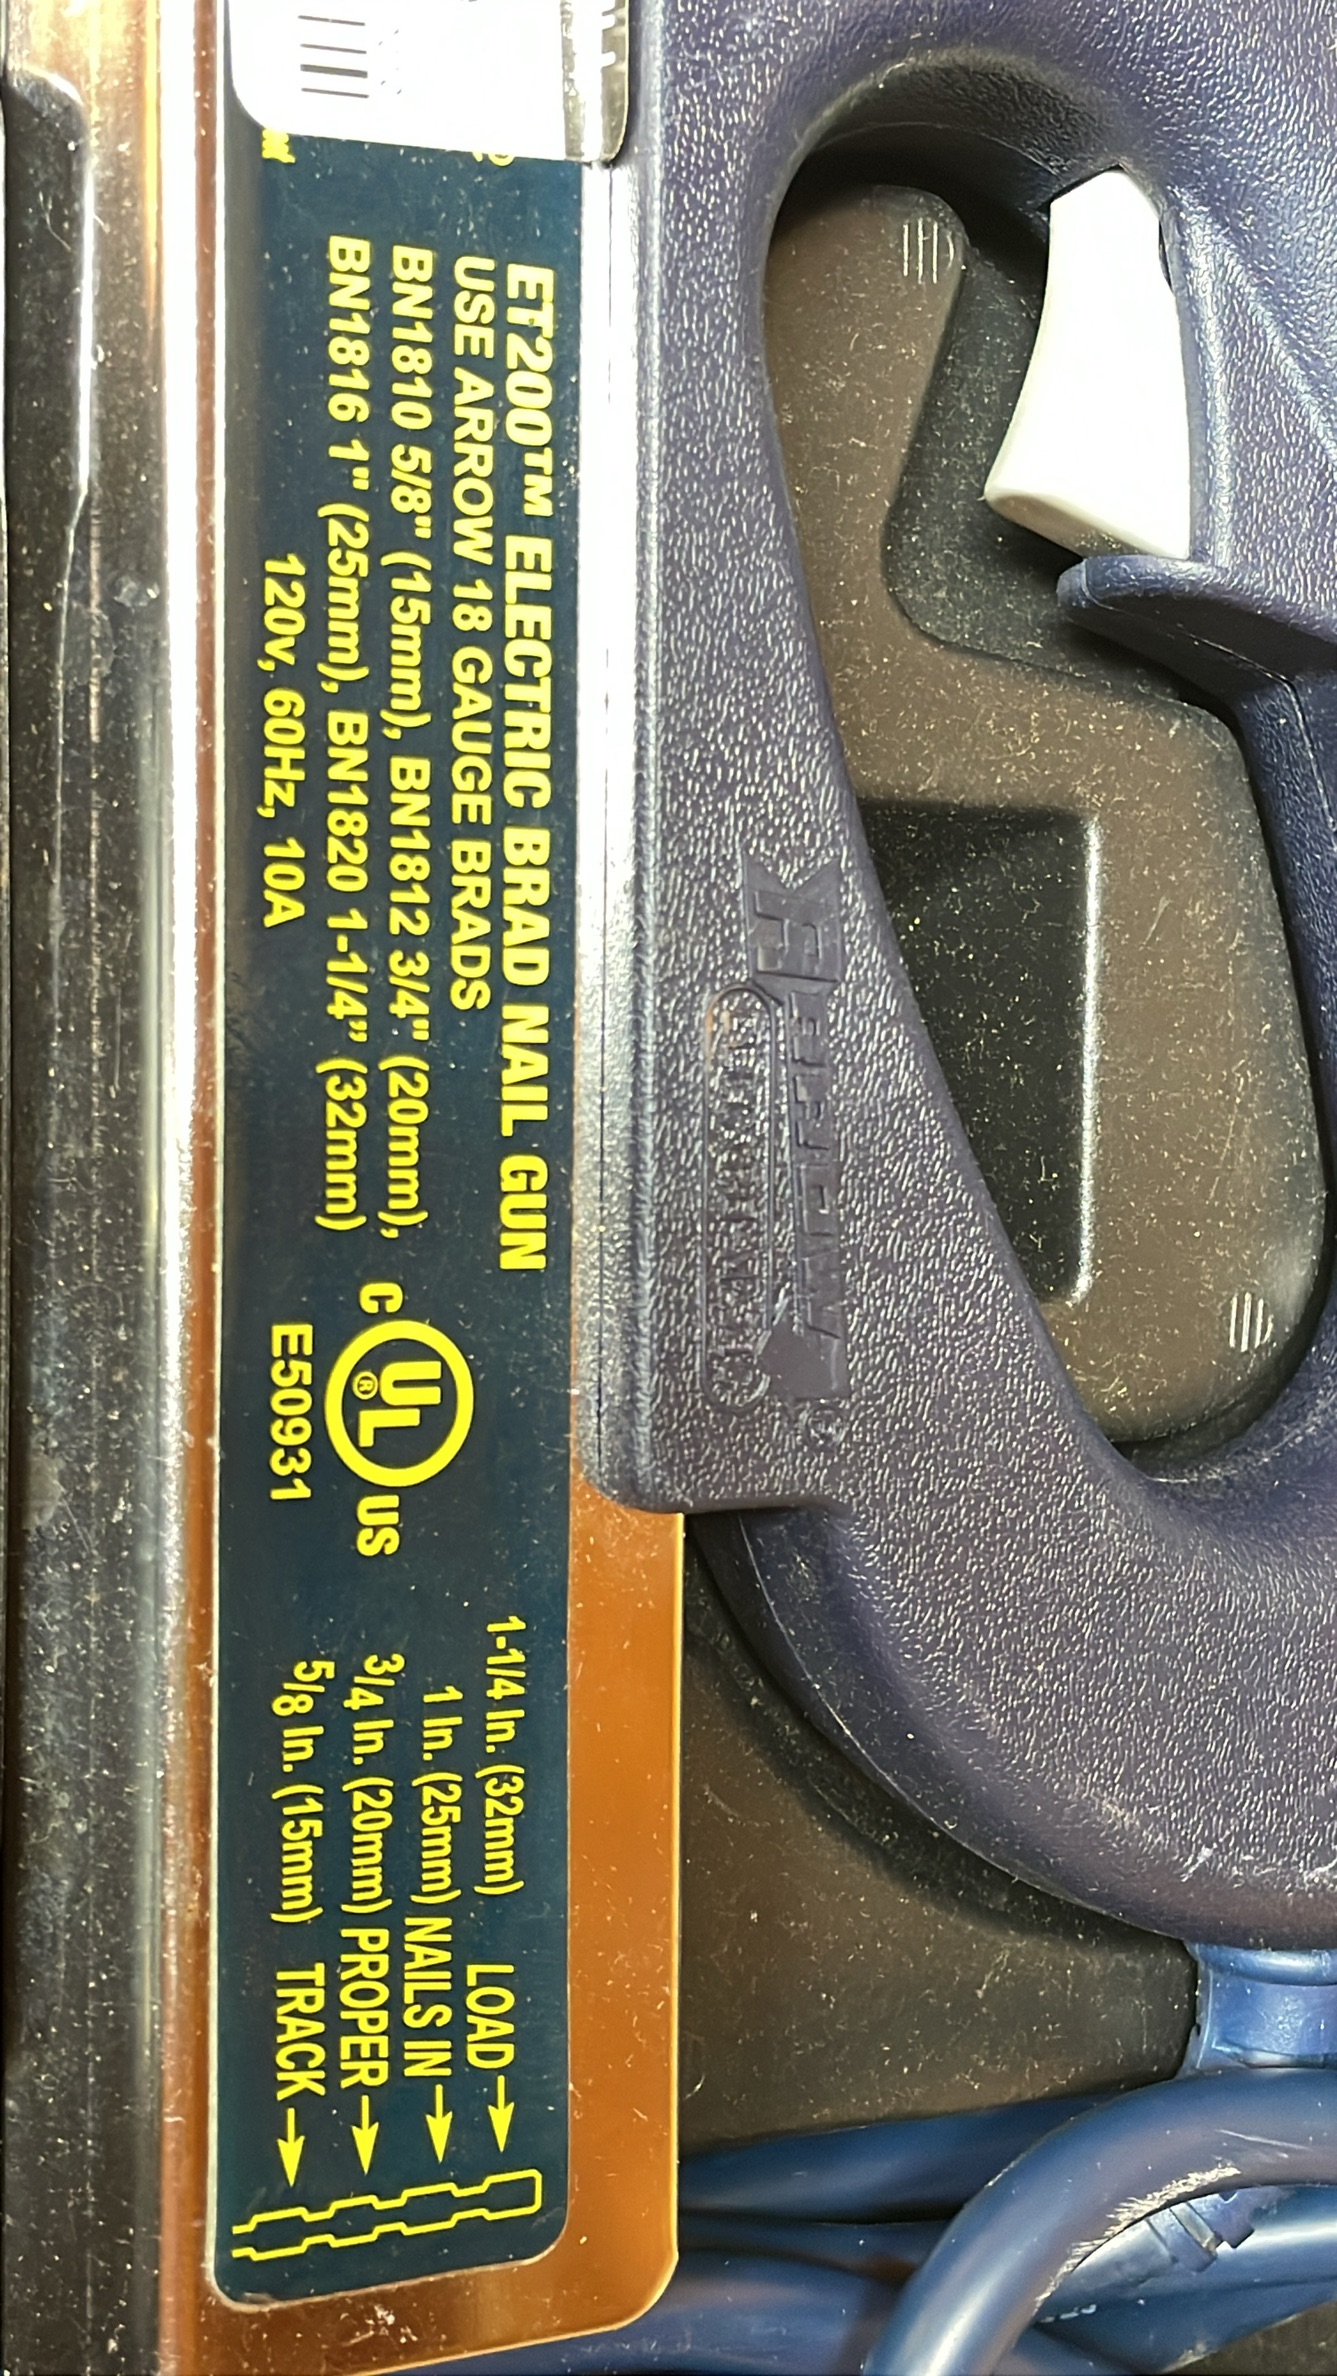 ET200™ ELECTRIC BRAD NAIL GUN
USE ARROW 18 GAUGE BRADS
BN1810 5/8" (15mm), BN1812 3/4" (20mm),
BN1816 1" (25mm), BN1820 1-1/4” (32mm)
120v, 60Hz, 10A
C UL® US
E50931
1-1/4 In. (32mm) LOAD
1 In. (25mm) NAILS IN
3/4 In. (20mm) PROPER
5/8 In. (15mm) TRACK
ARROW